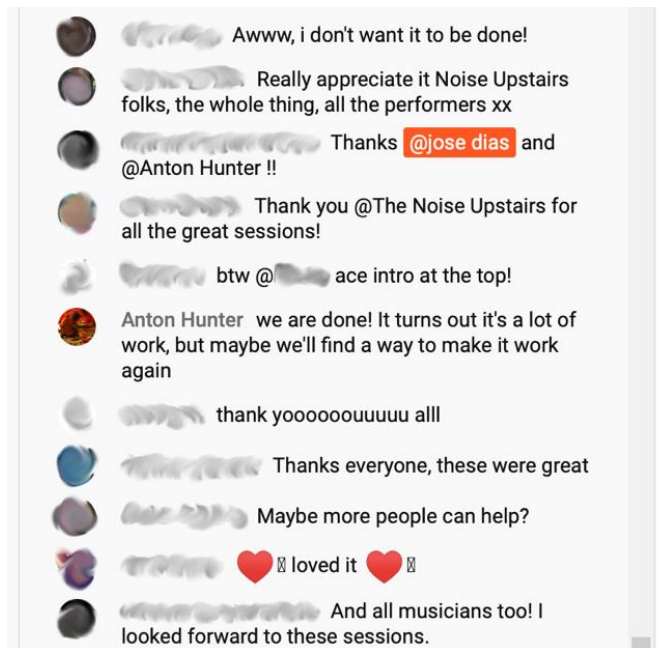 Awww, i don't want it to be done!
Really appreciate it Noise Upstairs
folks, the whole thing, all the performers xx
Thanks @jose dias and
@Anton Hunter !!
Thank you @The Noise Upstairs for
all the great sessions!
btw @ ace intro at the top!
Anton Hunter we are done! It turns out it's a lot of
work, but maybe we'll find a way to make it work
again
thank yooooouuuuu alll
Thanks everyone, these were great
Maybe more people can help?
loved it
And all musicians too! I
looked forward to these sessions.